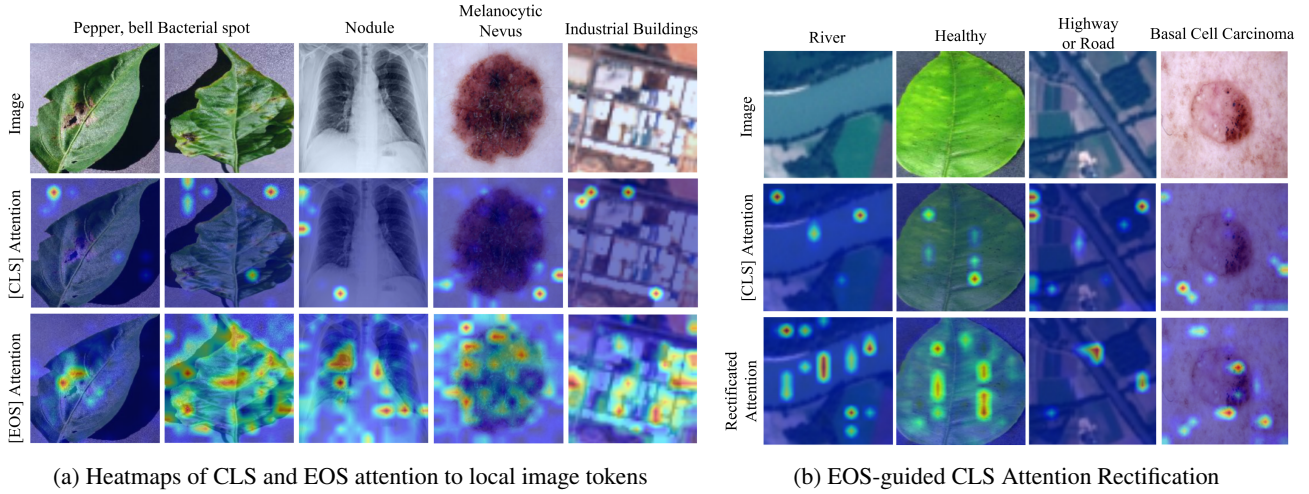 Pepper, bell Bacterial spot
Nodule
Melanocytic
Nevus
Industrial Buildings
Image
[CLS] Attention
[EOS] Attention
(a) Heatmaps of CLS and EOS attention to local image tokens
River
Healthy
Highway
or Road
Basal Cell Carcinoma
Image
[CLS] Attention
Rectificated
Attention
(b) EOS-guided CLS Attention Rectification